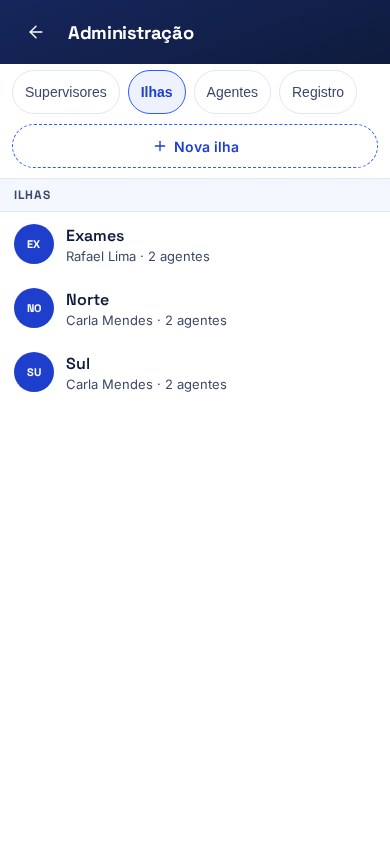 Administração
Supervisores Ilhas Agentes Registro
+ Nova ilha
ILHAS
EX
Exames
Rafael Lima · 2 agentes
NO
Norte
Carla Mendes · 2 agentes
SU
Sul
Carla Mendes · 2 agentes